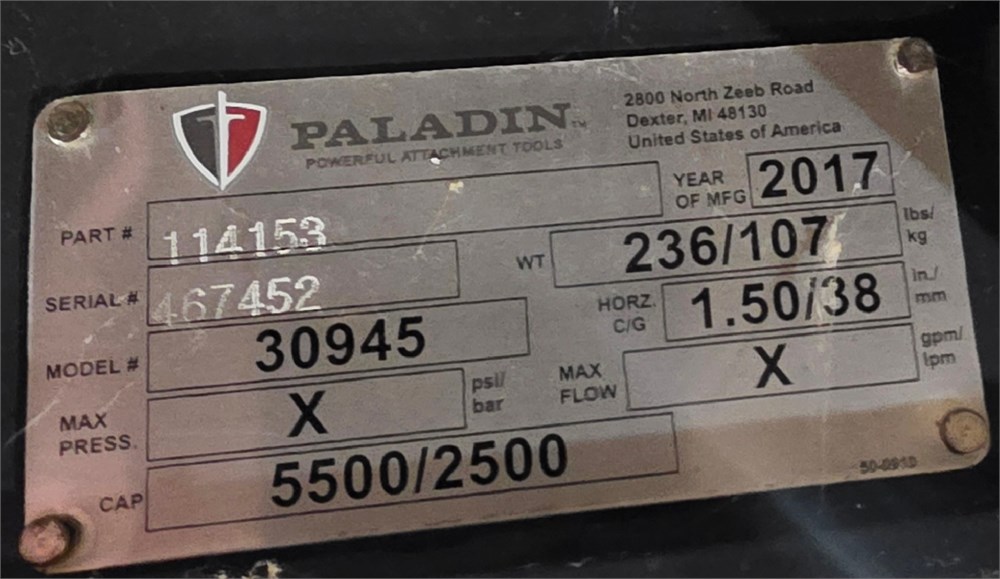 PALADIN™
POWERFUL ATTACHMENT TOOLS
2800 North Zeeb Road
Dexter, MI 48130
United States of America
PART # 114153
YEAR OF MFG 2017
SERIAL # 467452
WT 236/107 lbs/ kg
MODEL # 30945
HORZ. C/G 1.50/38 in./ mm
MAX PRESS. X psi/ bar
MAX FLOW X gpm/ lpm
CAP 5500/2500